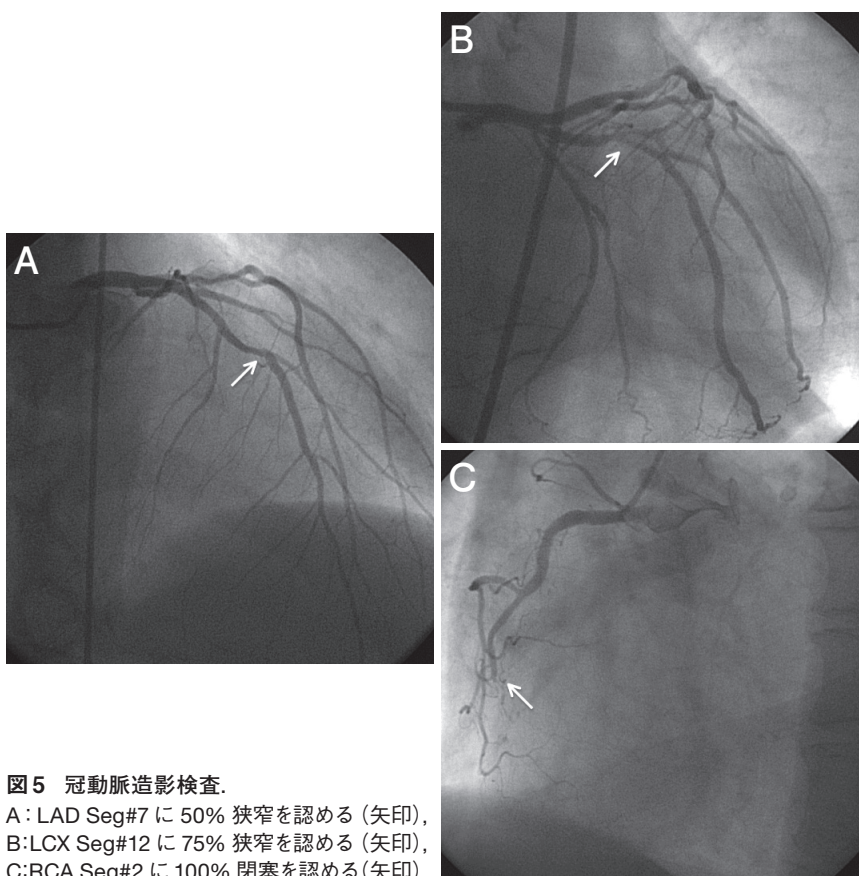 A
B
C
図5 冠動脈造影検査.
A：LAD Seg#7 に 50% 狭窄を認める（矢印），
B：LCX Seg#12 に 75% 狭窄を認める（矢印），
C：RCA Seg#2 に 100% 閉塞を認める（矢印）